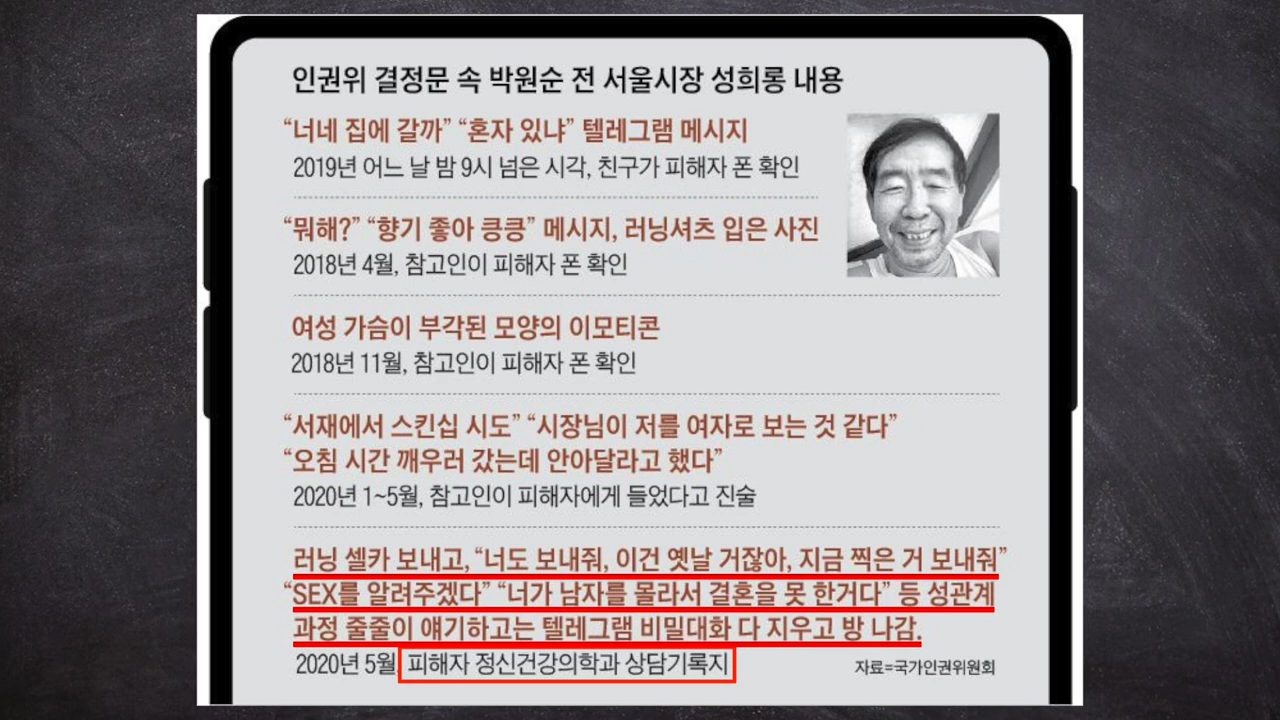 인권위 결정문 속 박원순 전 서울시장 성희롱 내용
“너네 집에 갈까” “혼자 있냐” 텔레그램 메시지
2019년 어느 날 밤 9시 넘은 시각, 친구가 피해자 폰 확인
“뭐해?” “향기 좋아 킁킁” 메시지, 러닝셔츠 입은 사진
2018년 4월, 참고인이 피해자 폰 확인
여성 가슴이 부각된 모양의 이모티콘
2018년 11월, 참고인이 피해자 폰 확인
“서재에서 스킨십 시도” “시장님이 저를 여자로 보는 것 같다”
“오침 시간 깨우러 갔는데 안아달라고 했다”
2020년 1~5월, 참고인이 피해자에게 들었다고 진술
러닝 셀카 보내고, “너도 보내줘, 이건 옛날 거잖아, 지금 찍은 거 보내줘”
“SEX를 알려주겠다” “너가 남자를 몰라서 결혼을 못 한거다” 등 성관계
과정 줄줄이 얘기하고는 텔레그램 비밀대화 다 지우고 방 나감.
2020년 5월, 피해자 정신건강의학과 상담기록지
자료=국가인권위원회